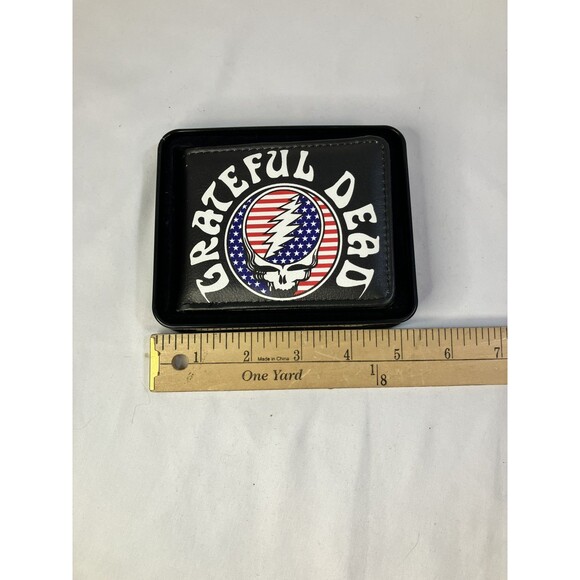 GRATEFUL DEAD
1 2 3 4 5 6 7
Made in China
One Yard 1/8